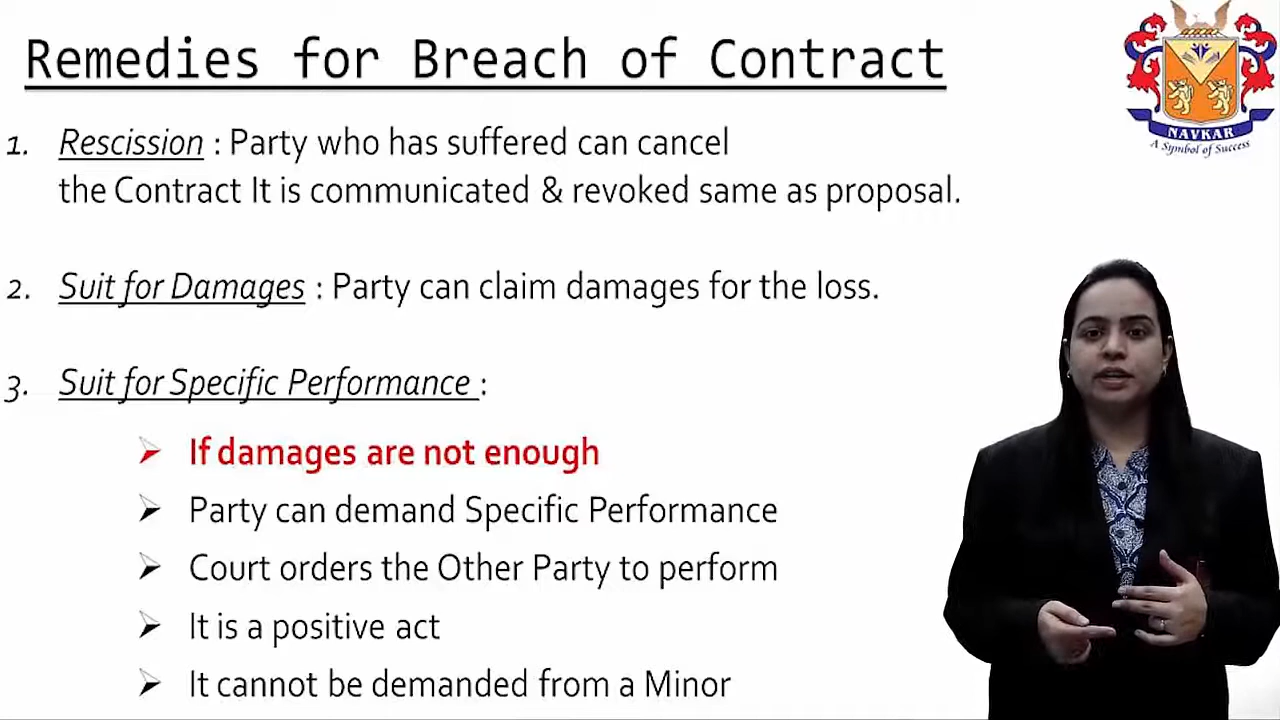 Remedies for Breach of Contract
NAVKAR
A Symbol of Success
1. Rescission : Party who has suffered can cancel
the Contract It is communicated & revoked same as proposal.
2. Suit for Damages : Party can claim damages for the loss.
3. Suit for Specific Performance :
If damages are not enough
Party can demand Specific Performance
Court orders the Other Party to perform
It is a positive act
It cannot be demanded from a Minor